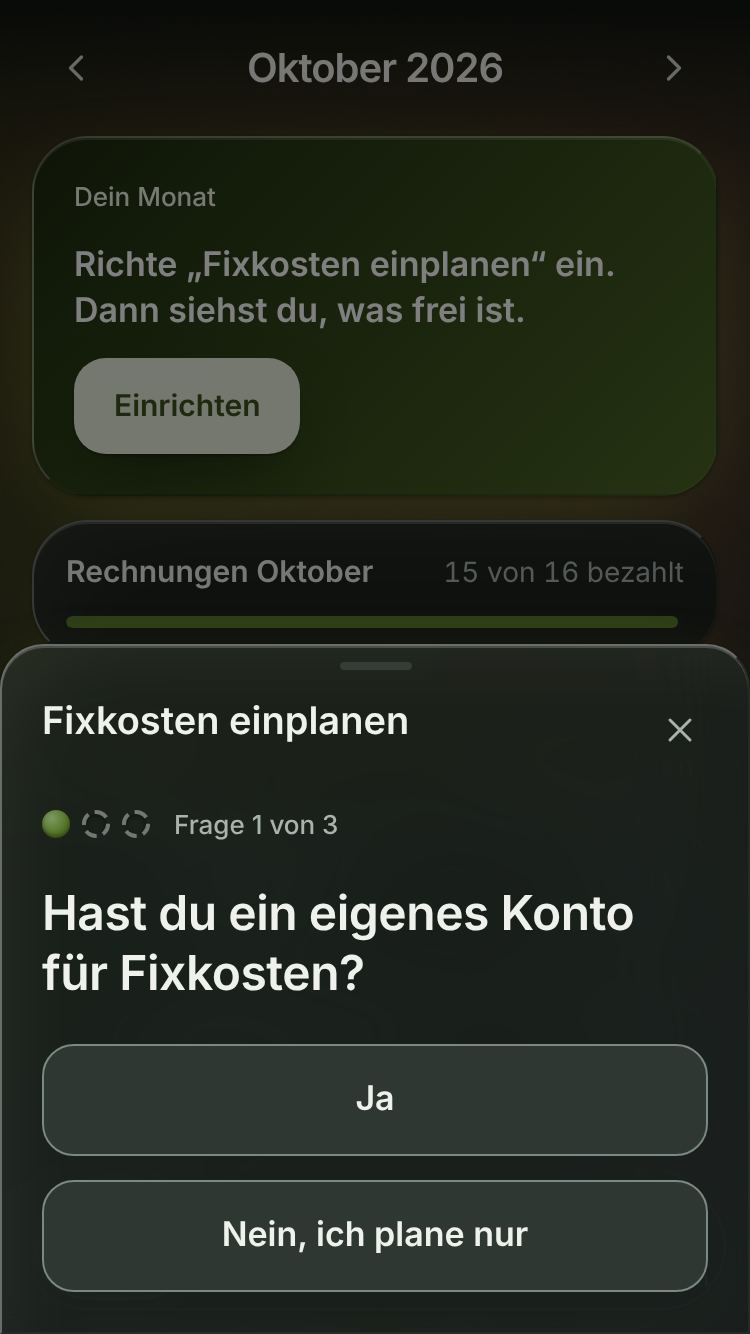 Oktober 2026
Dein Monat
Richte „Fixkosten einplanen“ ein.
Dann siehst du, was frei ist.
Einrichten
Rechnungen Oktober 15 von 16 bezahlt
Fixkosten einplanen
Frage 1 von 3
Hast du ein eigenes Konto
für Fixkosten?
Ja
Nein, ich plane nur